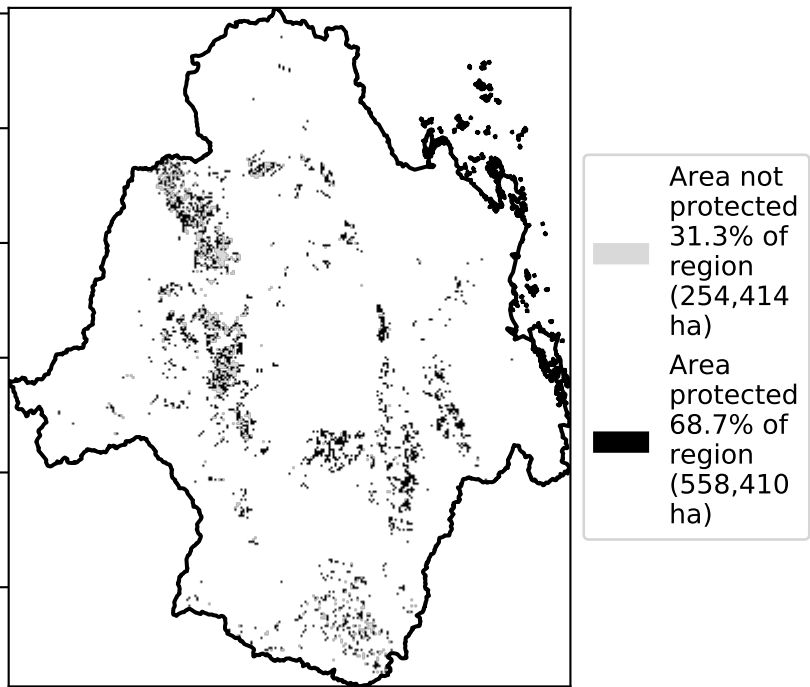 Area not
protected
31.3% of
region
(254,414
ha)
Area
protected
68.7% of
region
(558,410
ha)